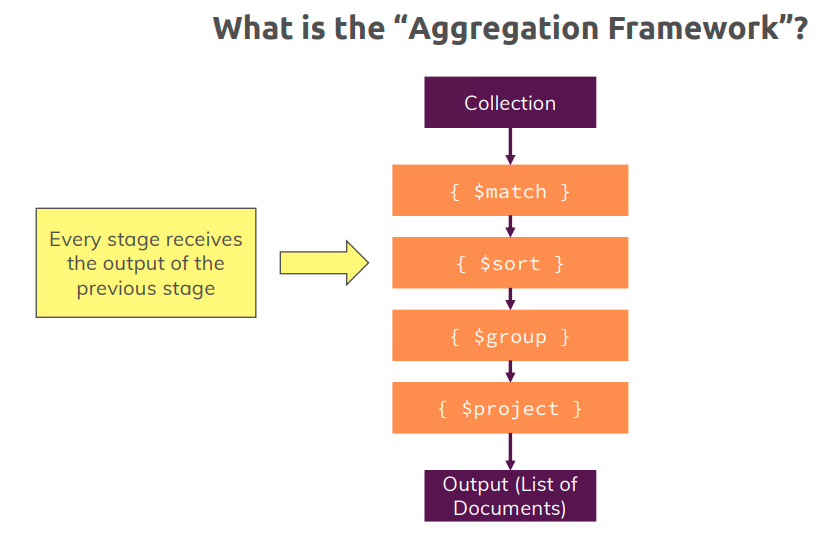 What is the “Aggregation Framework”?
Collection
{ $match }
Every stage receives
the output of the
previous stage
{ $sort }
{ $group }
{ $project }
Output (List of
Documents)